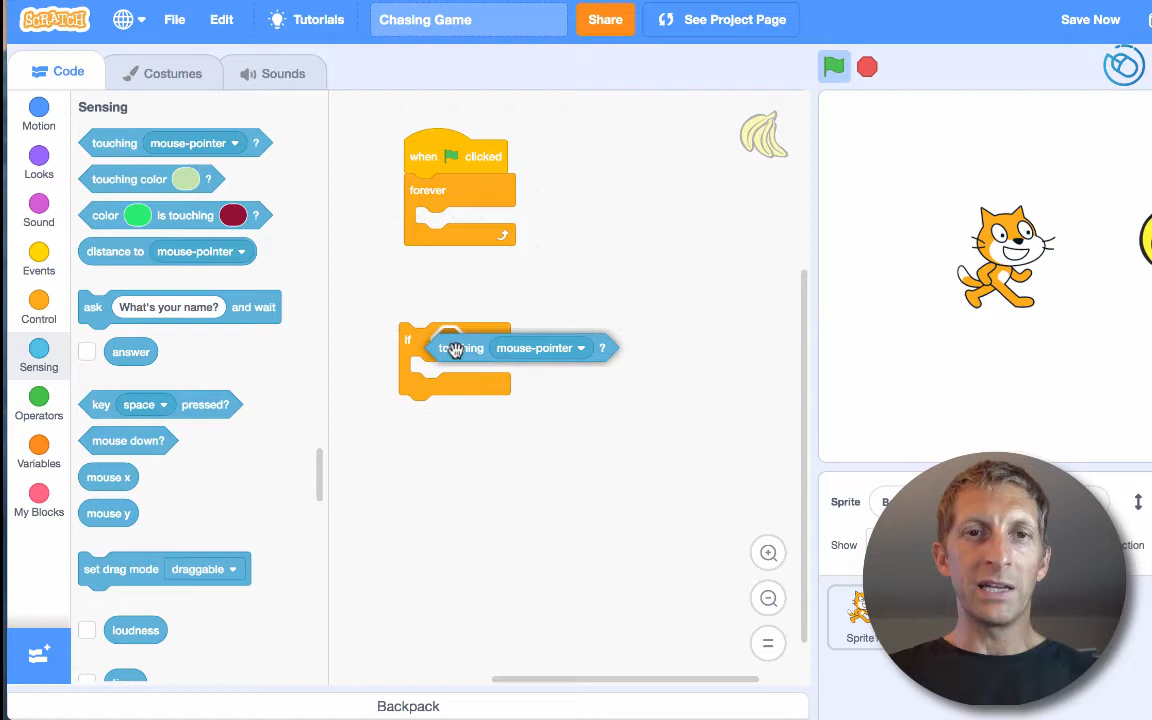 SCRATCH
File
Edit
Tutorials
Chasing Game
Share
See Project Page
Save Now
Code
Costumes
Sounds
Motion
Looks
Sound
Events
Control
Sensing
Operators
Variables
My Blocks
Sensing
touching mouse-pointer ?
touching color ?
color is touching ?
distance to mouse-pointer
ask What's your name? and wait
answer
key space pressed?
mouse down?
mouse x
mouse y
set drag mode draggable
loudness
when clicked
forever
if
mouse-pointer ?
Sprite
Show
Sprite1
Backpack